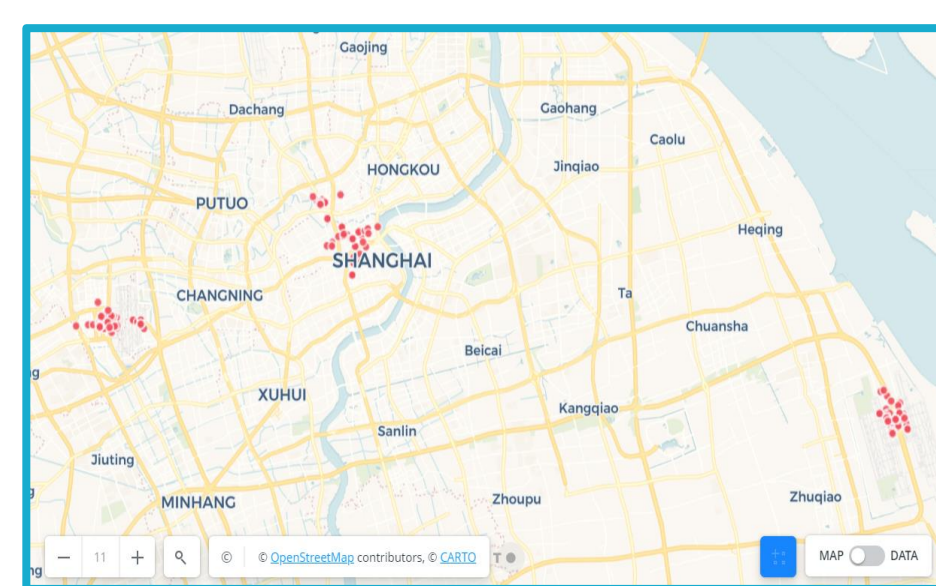 Gaojing
Dachang
Gaohang
Caolu
HONGKOU
Jinqiao
PUTUO
Heqing
SHANGHAI
CHANGNING
Ta
Chuansha
Beicai
g
XUHUI
Kangqiao
Sanlin
Jiuting
MINHANG
Zhoupu
Zhuqiao
ng
− 11 +
©
© OpenStreetMap contributors, © CARTO
T
MAP
DATA